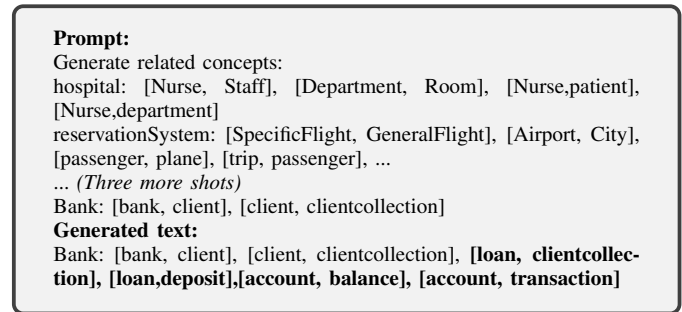 Prompt:
Generate related concepts:
hospital: [Nurse, Staff], [Department, Room], [Nurse,patient],
[Nurse,department]
reservationSystem: [SpecificFlight, GeneralFlight], [Airport, City],
[passenger, plane], [trip, passenger], ...
... (Three more shots)
Bank: [bank, client], [client, clientcollection]
Generated text:
Bank: [bank, client], [client, clientcollection], [loan, clientcollec-
tion], [loan,deposit],[account, balance], [account, transaction]